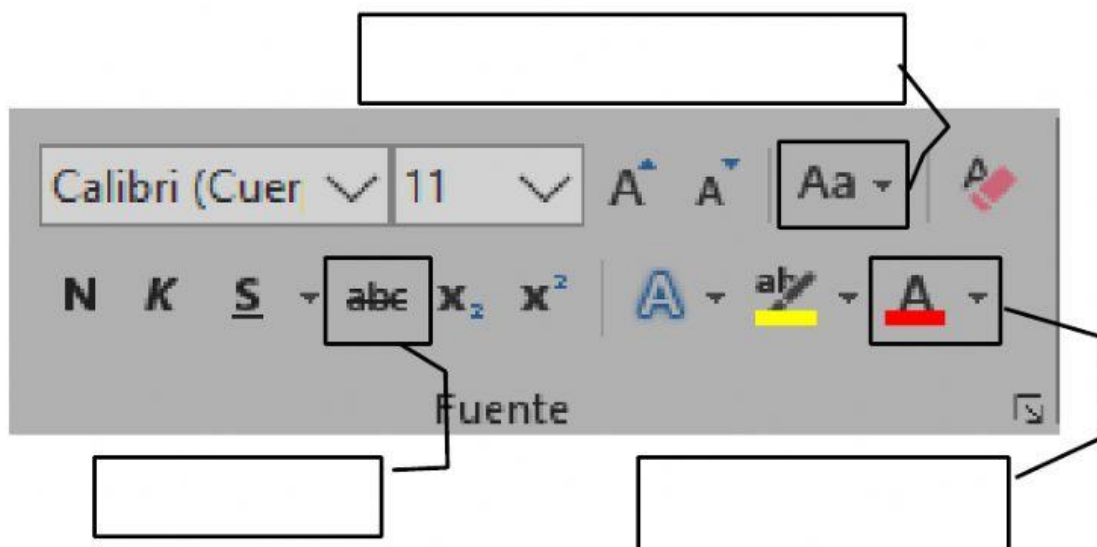 Calibri (Cuer 11 A A Aa A
N K S abc x₂ x² A ab A
Fuente